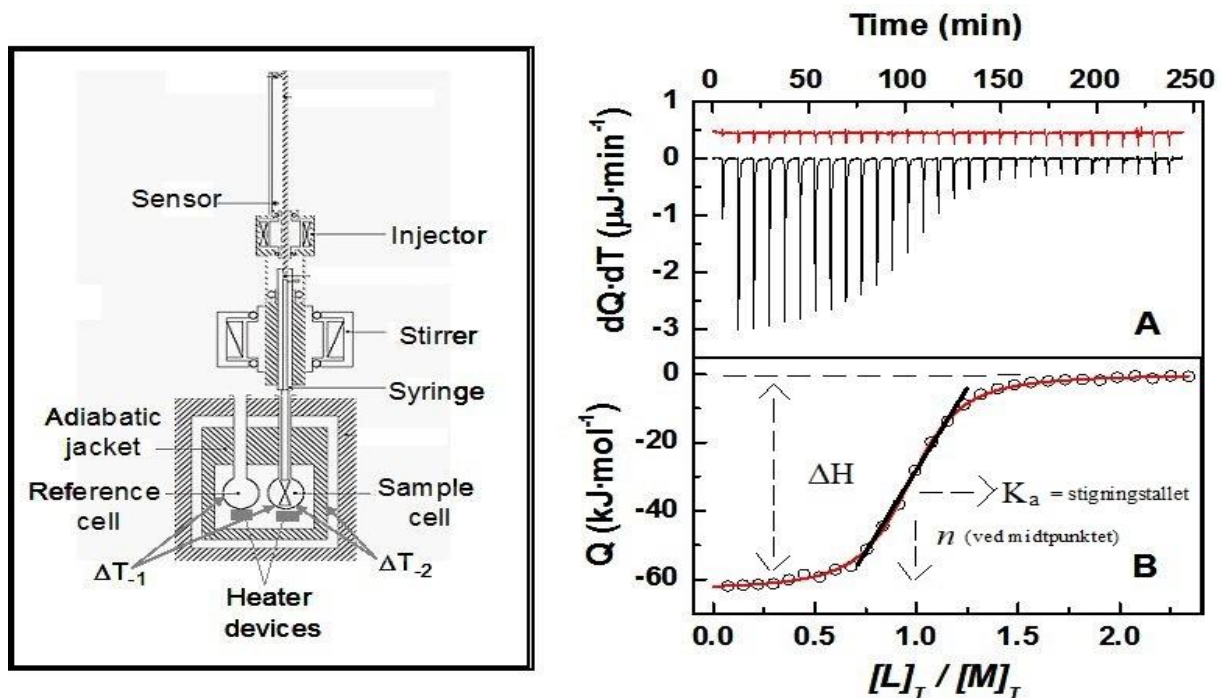 Sensor
Injector
Stirrer
Syringe
Adiabatic
jacket
Reference
cell
Sample
cell
ΔT-1
ΔT-2
Heater
devices
Time (min)
0 50 100 150 200 250
1
0
-1
-2
-3
dQ·dT (μJ·min⁻¹)
A
0
-20
-40
-60
Q (kJ·mol⁻¹)
ΔH
Ka = stigningstallet
n (ved midtpunktet)
B
0.0 0.5 1.0 1.5 2.0
[L]T / [M]T